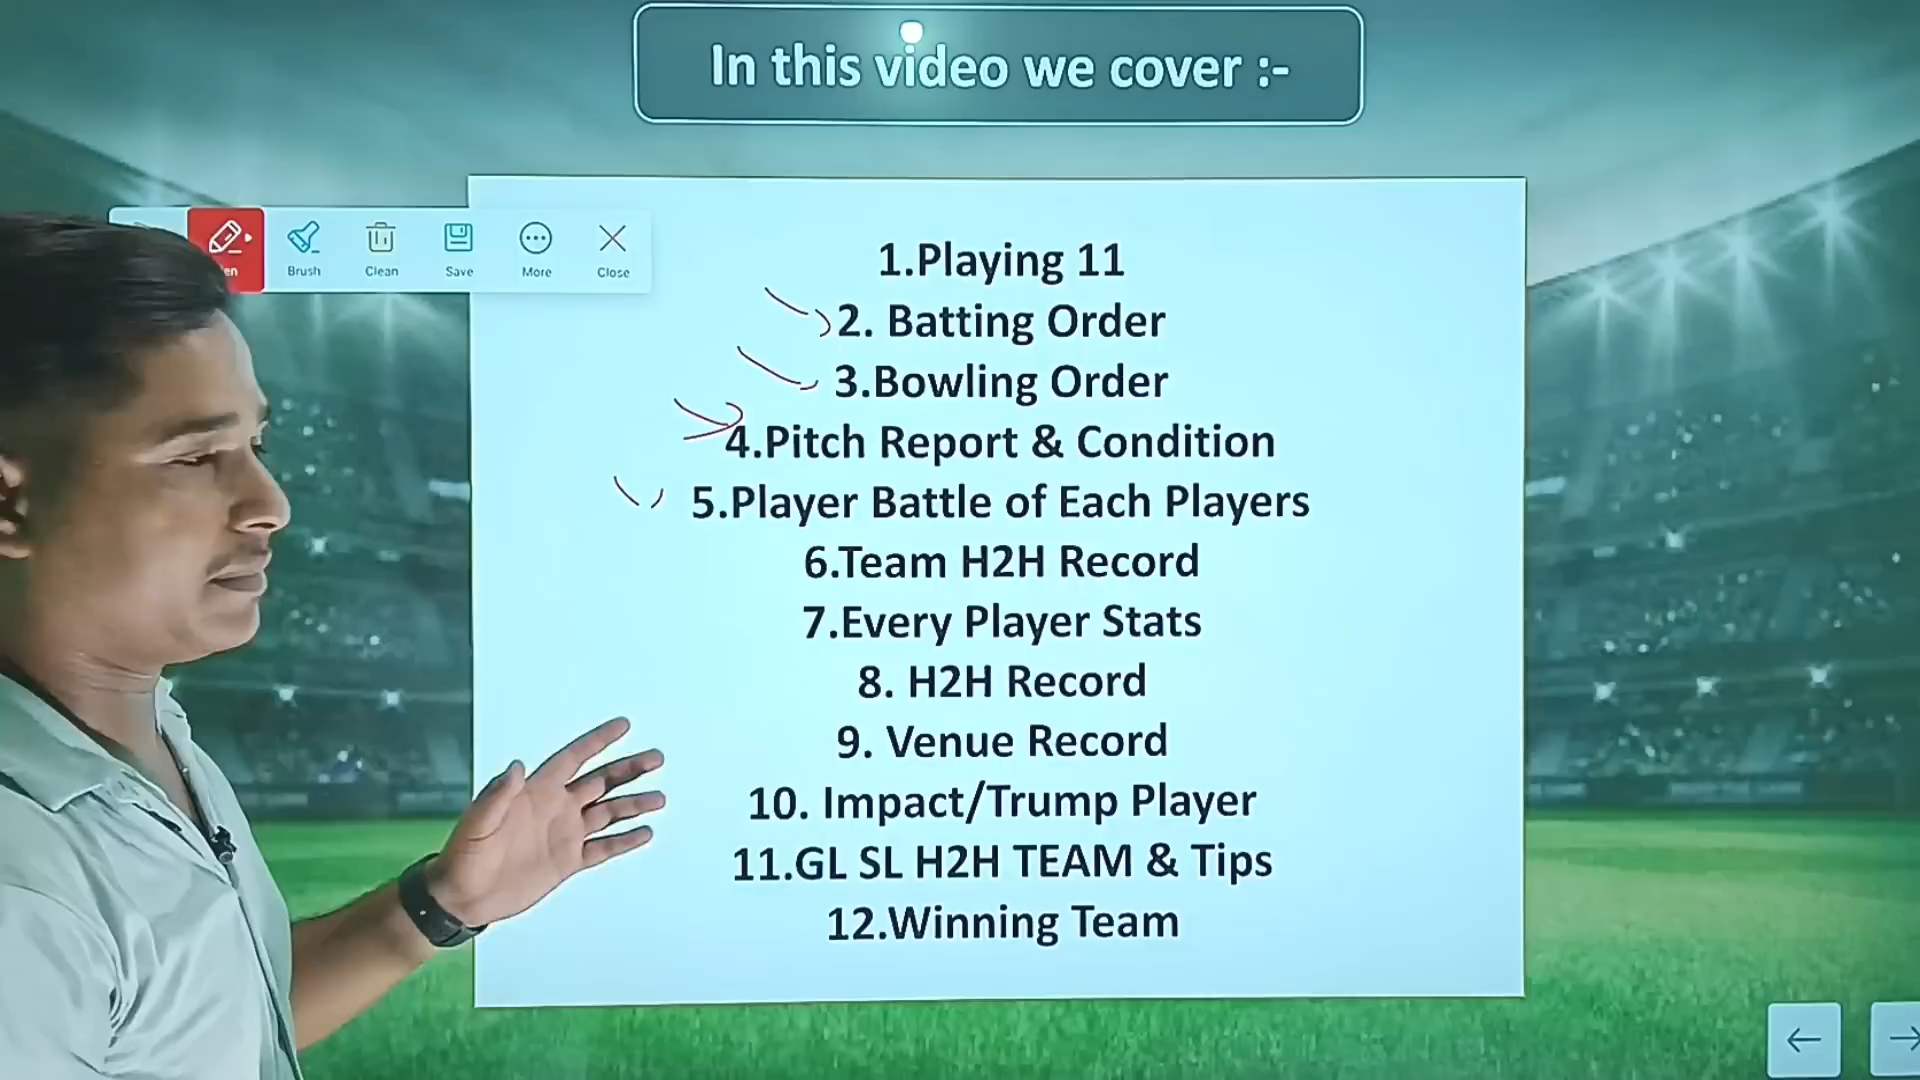 In this video we cover :-
Brush
Clean
Save
More
Close
1.Playing 11
2. Batting Order
3.Bowling Order
4.Pitch Report & Condition
5.Player Battle of Each Players
6.Team H2H Record
7.Every Player Stats
8. H2H Record
9. Venue Record
10. Impact/Trump Player
11.GL SL H2H TEAM & Tips
12.Winning Team